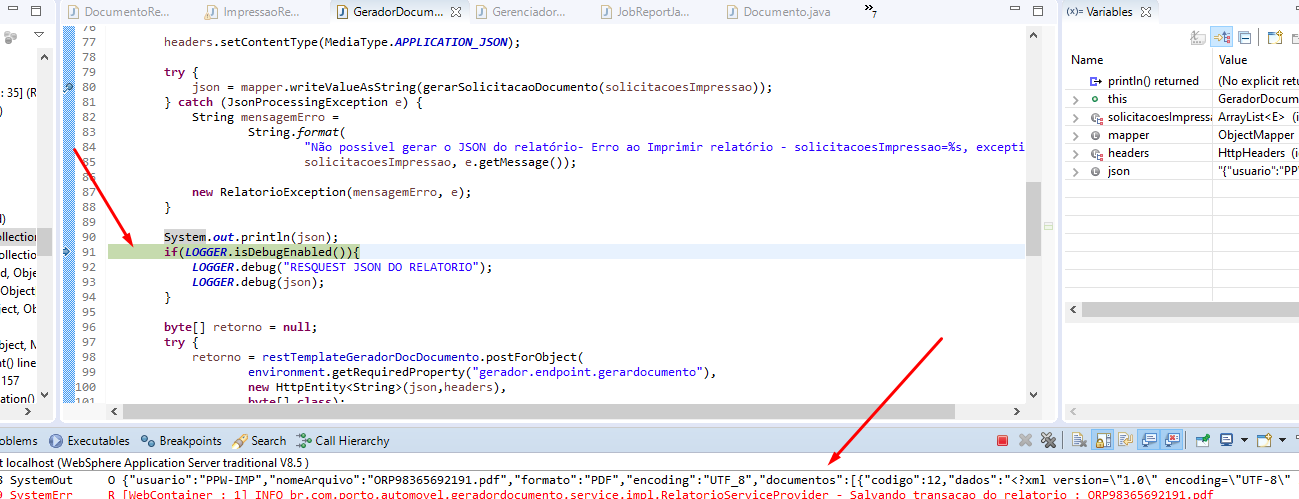 DocumentoRe...
ImpressaoRe...
GeradorDocum...
Gerenciador...
JobReportJa...
Documento.java
»7
76
77 headers.setContentType(MediaType.APPLICATION_JSON);
78
79 try {
80 json = mapper.writeValueAsString(gerarSolicitacaoDocumento(solicitacoesImpressao));
81 } catch (JsonProcessingException e) {
82 String mensagemErro =
83 String.format(
84 "Não possivel gerar o JSON do relatório- Erro ao Imprimir relatório - solicitacoesImpressao=%s, excepti
85 solicitacoesImpressao, e.getMessage());
86
87 new RelatorioException(mensagemErro, e);
88 }
89
90 System.out.println(json);
91 if(LOGGER.isDebugEnabled()){
92 LOGGER.debug("RESQUEST JSON DO RELATORIO");
93 LOGGER.debug(json);
94 }
95
96 byte[] retorno = null;
97 try {
98 retorno = restTemplateGeradorDocDocumento.postForObject(
99 environment.getRequiredProperty("gerador.endpoint.gerardocumento"),
100 new HttpEntity<String>(json,headers),
101 byte[].class);
: 35] (R
)
l)
ollection
ollection
d, Obje
Object
ject, Ob
bject, M
nt() line
157
ation()
(x)= Variables
Name Value
println() returned (No explicit retu
this GeradorDocum
solicitacoesImpressa ArrayList<E> (i
mapper ObjectMapper
headers HttpHeaders (i
json "{"usuario":"PPW
oblems
Executables
Breakpoints
Search
Call Hierarchy
t localhost (WebSphere Application Server traditional V8.5 )
3 SystemOut O {"usuario":"PPW-IMP","nomeArquivo":"ORP98365692191.pdf","formato":"PDF","encoding":"UTF_8","documentos":[{"codigo":12,"dados":"<?xml version=\"1.0\" encoding=\"UTF-8\"
9 SystemErr R [WebContainer : 1] INFO br.com.porto.automovel.geradordocumento.service.impl.RelatorioServiceProvider - Salvando transacao do relatorio : ORP98365692191.pdf